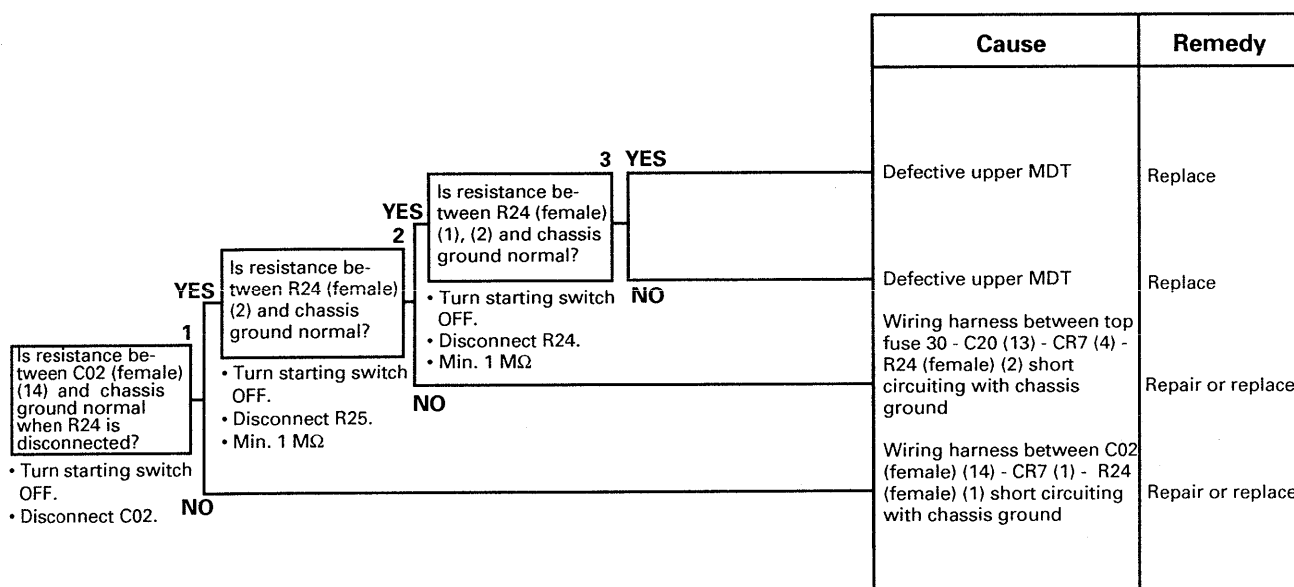 Cause
Remedy
3 YES
Is resistance be-
tween R24 (female)
(1), (2) and chassis
ground normal?
Defective upper MDT
Replace
YES
2
Is resistance be-
tween R24 (female)
(2) and chassis
ground normal?
NO
Defective upper MDT
Replace
• Turn starting switch
OFF.
• Disconnect R24.
• Min. 1 MΩ
YES
1
Is resistance be-
tween C02 (female)
(14) and chassis
ground normal
when R24 is
disconnected?
• Turn starting switch
OFF.
• Disconnect R25.
• Min. 1 MΩ
NO
Wiring harness between top
fuse 30 - C20 (13) - CR7 (4) -
R24 (female) (2) short
circuiting with chassis
ground
Repair or replace
• Turn starting switch
OFF.
• Disconnect C02.
NO
Wiring harness between C02
(female) (14) - CR7 (1) - R24
(female) (1) short circuiting
with chassis ground
Repair or replace